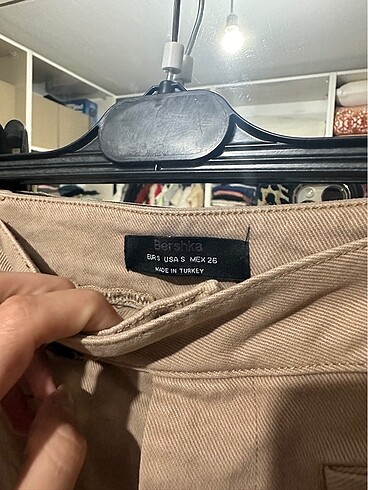 Bershka
EUR S USA S MEX 26
MADE IN TURKEY